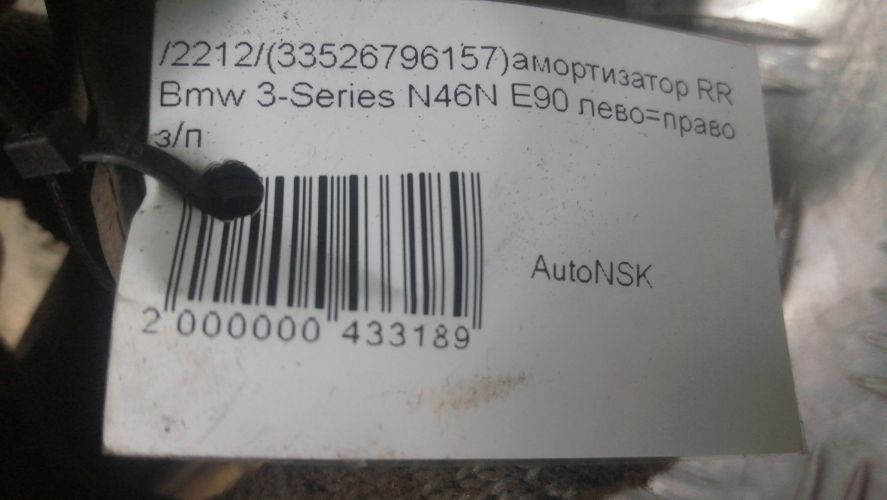 /2212/(33526796157)амортизатор RR
Bmw 3-Series N46N E90 лево=право
з/п
AutoNSK
2 000000 433189